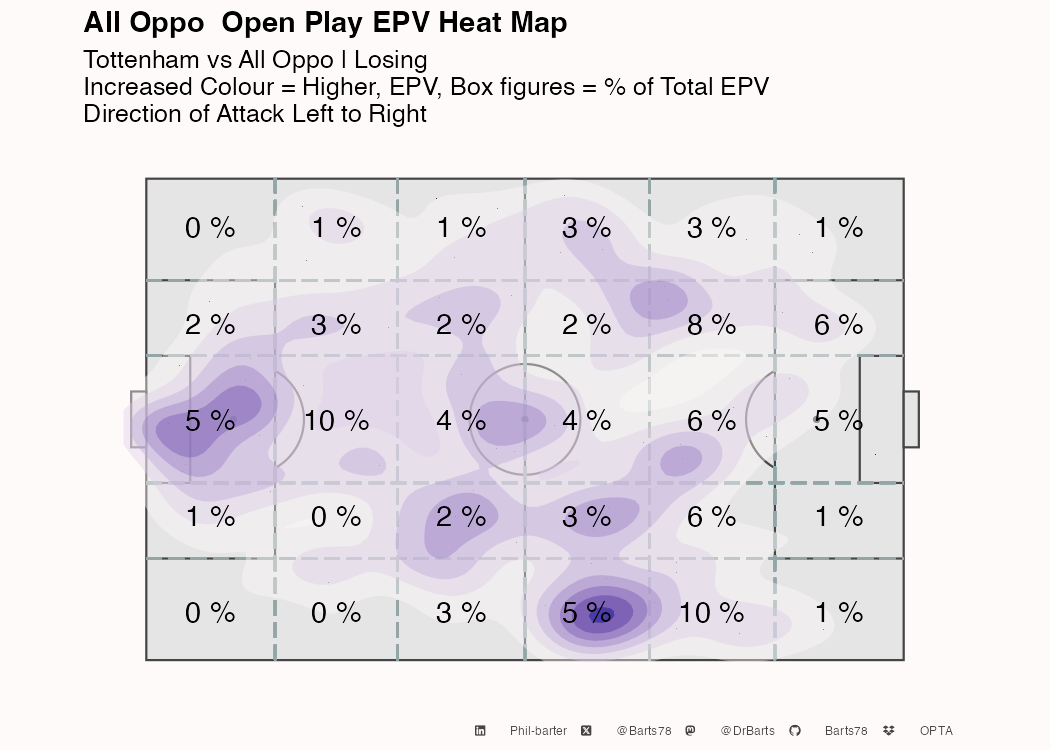 All Oppo  Open Play EPV Heat Map
Tottenham vs All Oppo | Losing
Increased Colour = Higher, EPV, Box figures = % of Total EPV
Direction of Attack Left to Right
0 % 1 % 1 % 3 % 3 % 1 %
2 % 3 % 2 % 2 % 8 % 6 %
5 % 10 % 4 % 4 % 6 % 5 %
1 % 0 % 2 % 3 % 6 % 1 %
0 % 0 % 3 % 5 % 10 % 1 %
Phil-barter @Barts78 @DrBarts Barts78 OPTA